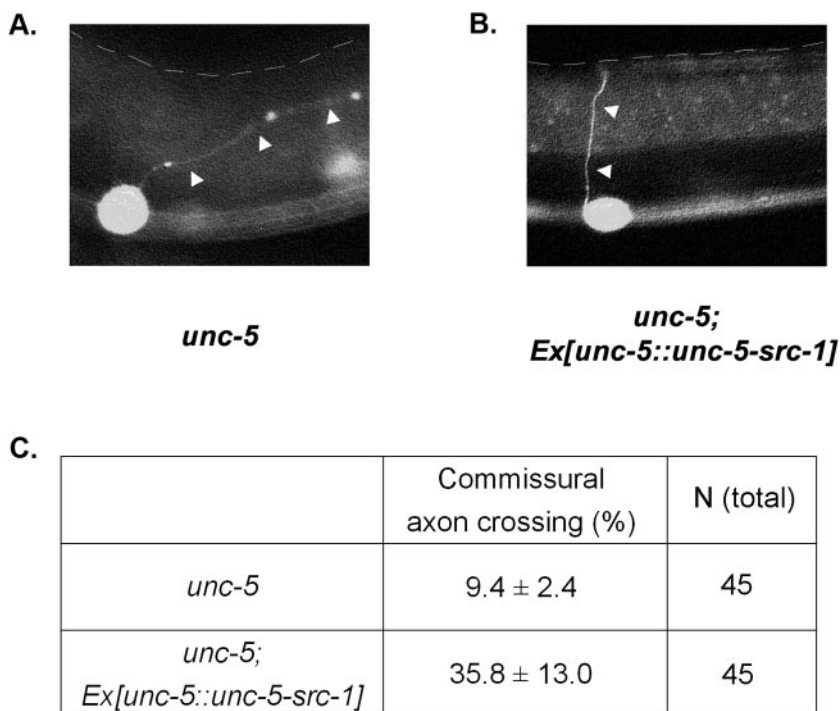 A.
B.
unc-5
unc-5;
Ex[unc-5::unc-5-src-1]
C.
Commissural
axon crossing (%)
N (total)
unc-5
9.4 ± 2.4
45
unc-5;
Ex[unc-5::unc-5-src-1]
35.8 ± 13.0
45